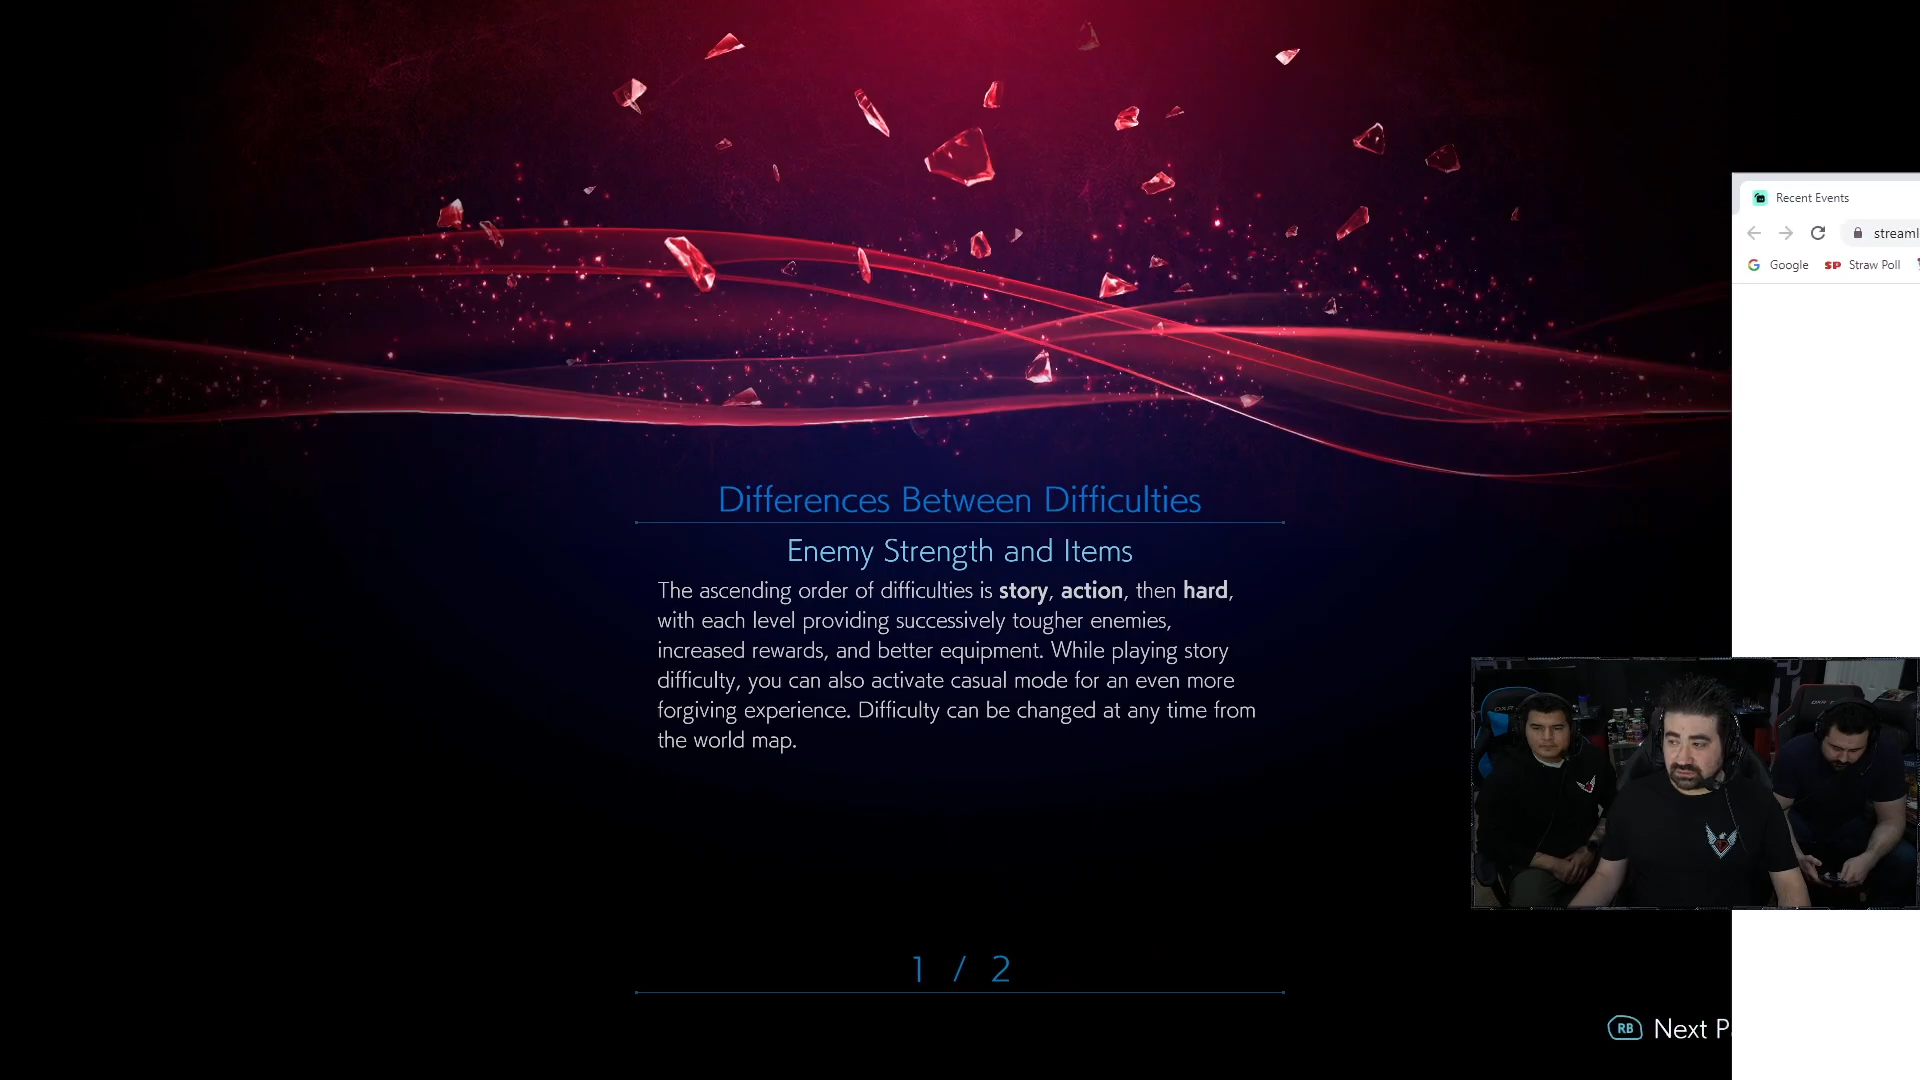 Recent Events
streaml
Google
SP Straw Poll
Differences Between Difficulties
Enemy Strength and Items
The ascending order of difficulties is story, action, then hard,
with each level providing successively tougher enemies,
increased rewards, and better equipment. While playing story
difficulty, you can also activate casual mode for an even more
forgiving experience. Difficulty can be changed at any time from
the world map.
1 / 2
RB Next P